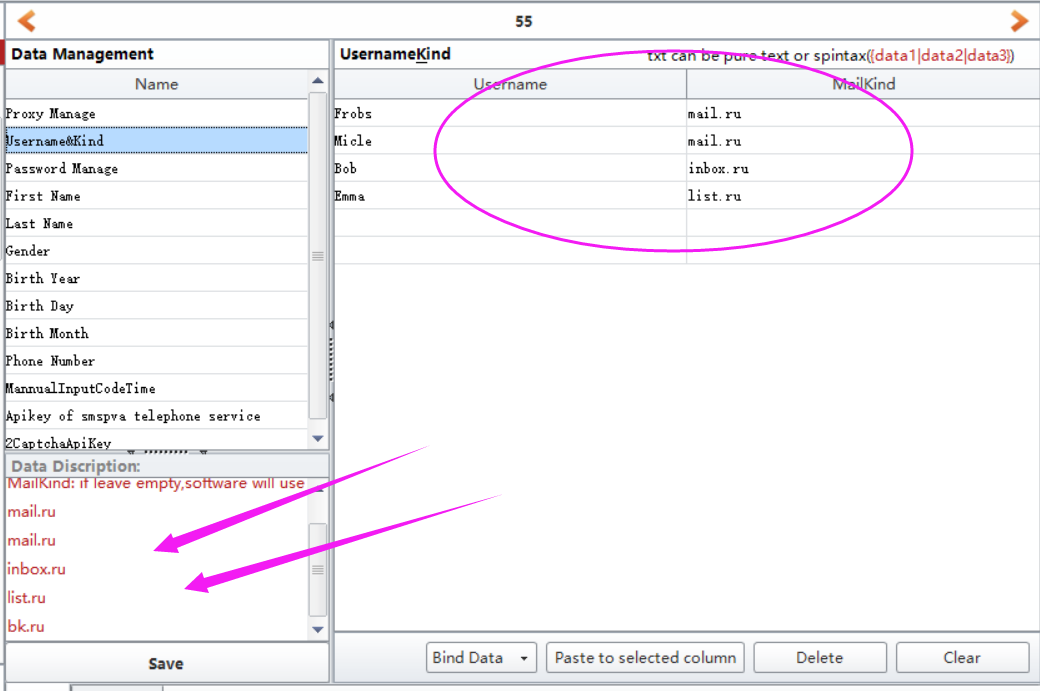 55
Data Management
Name
Proxy Manage
Username&Kind
Password Manage
First Name
Last Name
Gender
Birth Year
Birth Day
Birth Month
Phone Number
MannualInputCodeTime
Apikey of smspva telephone service
2CaptchaApiKey
Data Discription:
MailKind: if leave empty,software will use
mail.ru
mail.ru
inbox.ru
list.ru
bk.ru
Save
UsernameKind txt can be pure text or spintax({data1|data2|data3})
Username MailKind
Frobs mail.ru
Micle mail.ru
Bob inbox.ru
Emma list.ru
Bind Data Paste to selected column Delete Clear